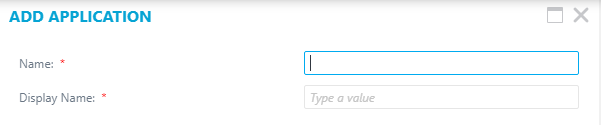 ADD APPLICATION
Name: *
Display Name: * Type a value